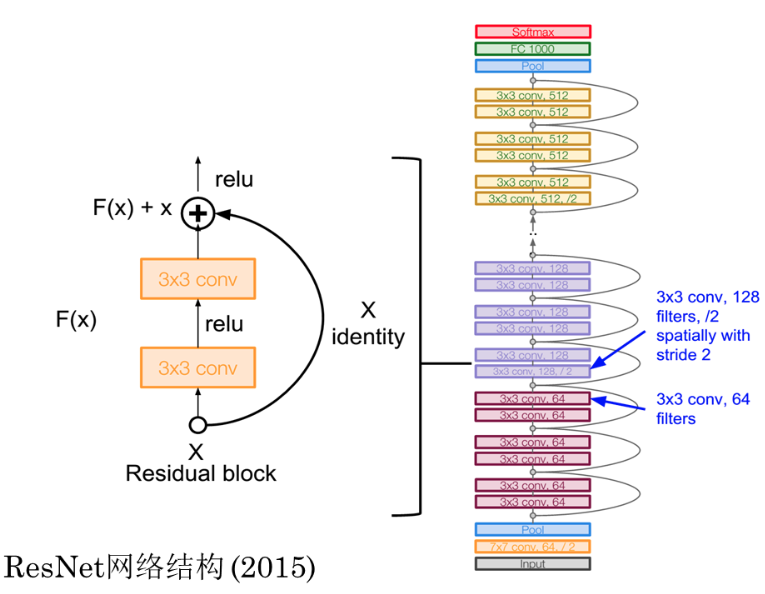 relu
F(x) + x
3x3 conv
F(x)
relu
3x3 conv
X
Residual block
X
identity
Softmax
FC 1000
Pool
3x3 conv, 512
3x3 conv, 512
3x3 conv, 512
3x3 conv, 512
3x3 conv, 512
3x3 conv, 512, /2
..
3x3 conv, 128
3x3 conv, 128
3x3 conv, 128
3x3 conv, 128
3x3 conv, 128
3x3 conv, 128, / 2
3x3 conv, 64
3x3 conv, 64
3x3 conv, 64
3x3 conv, 64
3x3 conv, 64
3x3 conv, 64
Pool
7x7 conv, 64, / 2
Input
3x3 conv, 128
filters, /2
spatially with
stride 2
3x3 conv, 64
filters
ResNet网络结构 (2015)